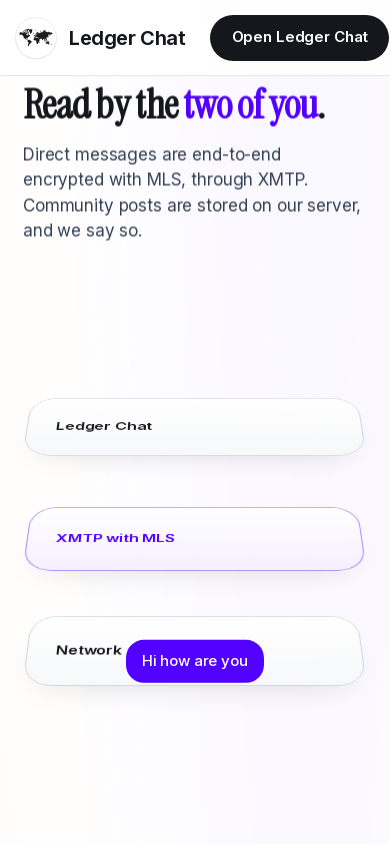 Ledger Chat
Open Ledger Chat
Read by the two of you.
Direct messages are end-to-end
encrypted with MLS, through XMTP.
Community posts are stored on our server,
and we say so.
Ledger Chat
XMTP with MLS
Network
Hi how are you